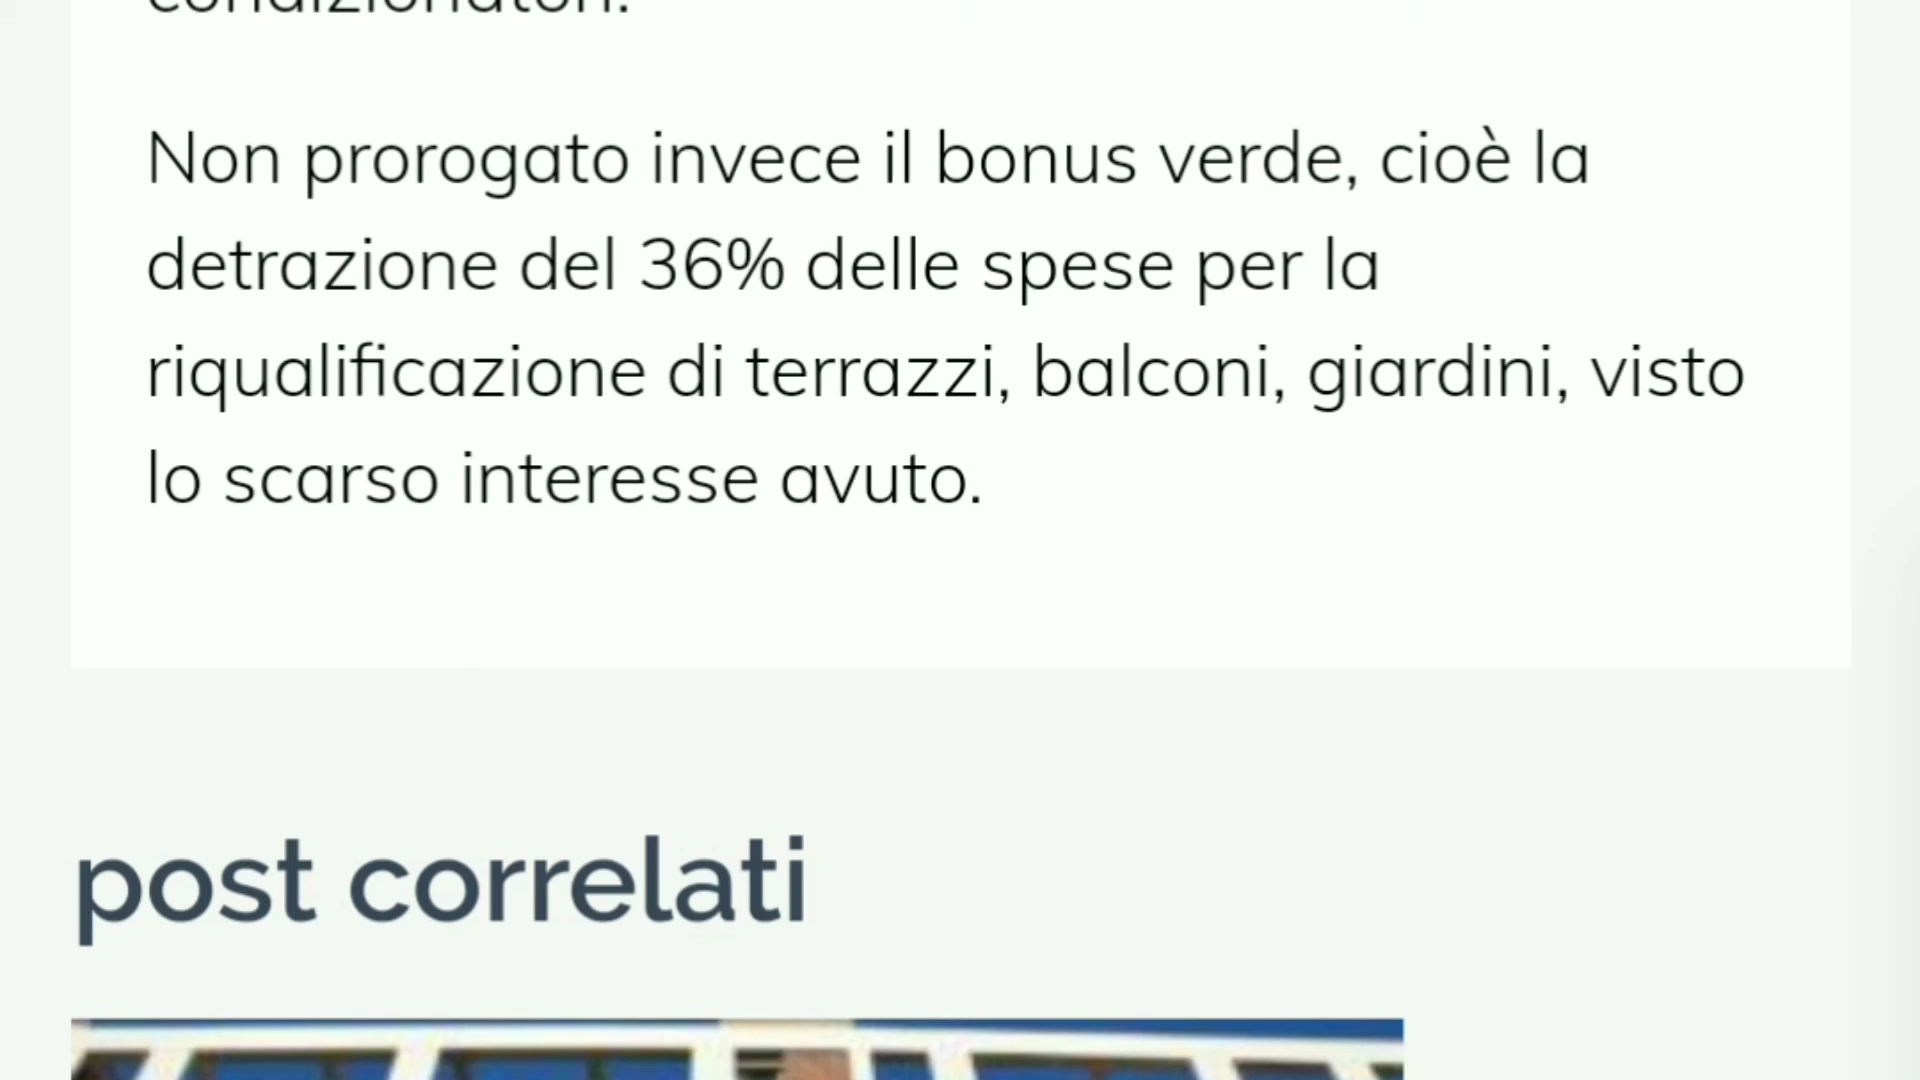 condizionatori.
Non prorogato invece il bonus verde, cioè la
detrazione del 36% delle spese per la
riqualificazione di terrazzi, balconi, giardini, visto
lo scarso interesse avuto.
post correlati